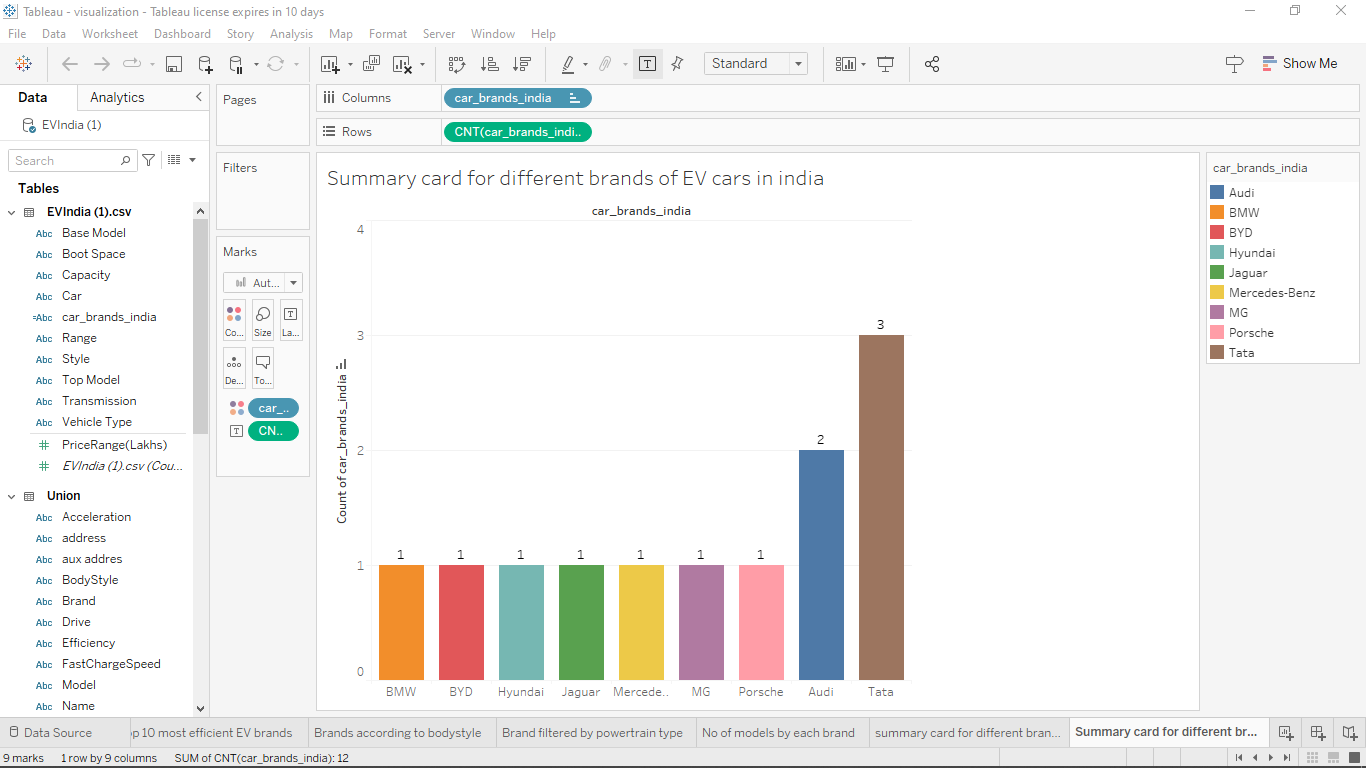 Tableau - visualization - Tableau license expires in 10 days
File Data Worksheet Dashboard Story Analysis Map Format Server Window Help
Standard
Show Me
Data Analytics
EVIndia (1)
Search
Tables
EVIndia (1).csv
Abc Base Model
Abc Boot Space
Abc Capacity
Abc Car
=Abc car_brands_india
Abc Range
Abc Style
Abc Top Model
Abc Transmission
Abc Vehicle Type
# PriceRange(Lakhs)
# EVIndia (1).csv (Cou...
Union
Abc Acceleration
Abc address
Abc aux addres
Abc BodyStyle
Abc Brand
Abc Drive
Abc Efficiency
Abc FastChargeSpeed
Abc Model
Abc Name
Pages
Filters
Marks
Aut...
Co... Size La...
De... To...
car_..
CN..
Columns car_brands_india
Rows CNT(car_brands_indi..
Summary card for different brands of EV cars in india
car_brands_india
Count of car_brands_india
4
3
2
1
0
1 1 1 1 1 1 1 2 3
BMW BYD Hyundai Jaguar Mercede.. MG Porsche Audi Tata
car_brands_india
Audi
BMW
BYD
Hyundai
Jaguar
Mercedes-Benz
MG
Porsche
Tata
Data Source op 10 most efficient EV brands Brands according to bodystyle Brand filtered by powertrain type No of models by each brand summary card for different bran... Summary card for different br...
9 marks 1 row by 9 columns SUM of CNT(car_brands_india): 12